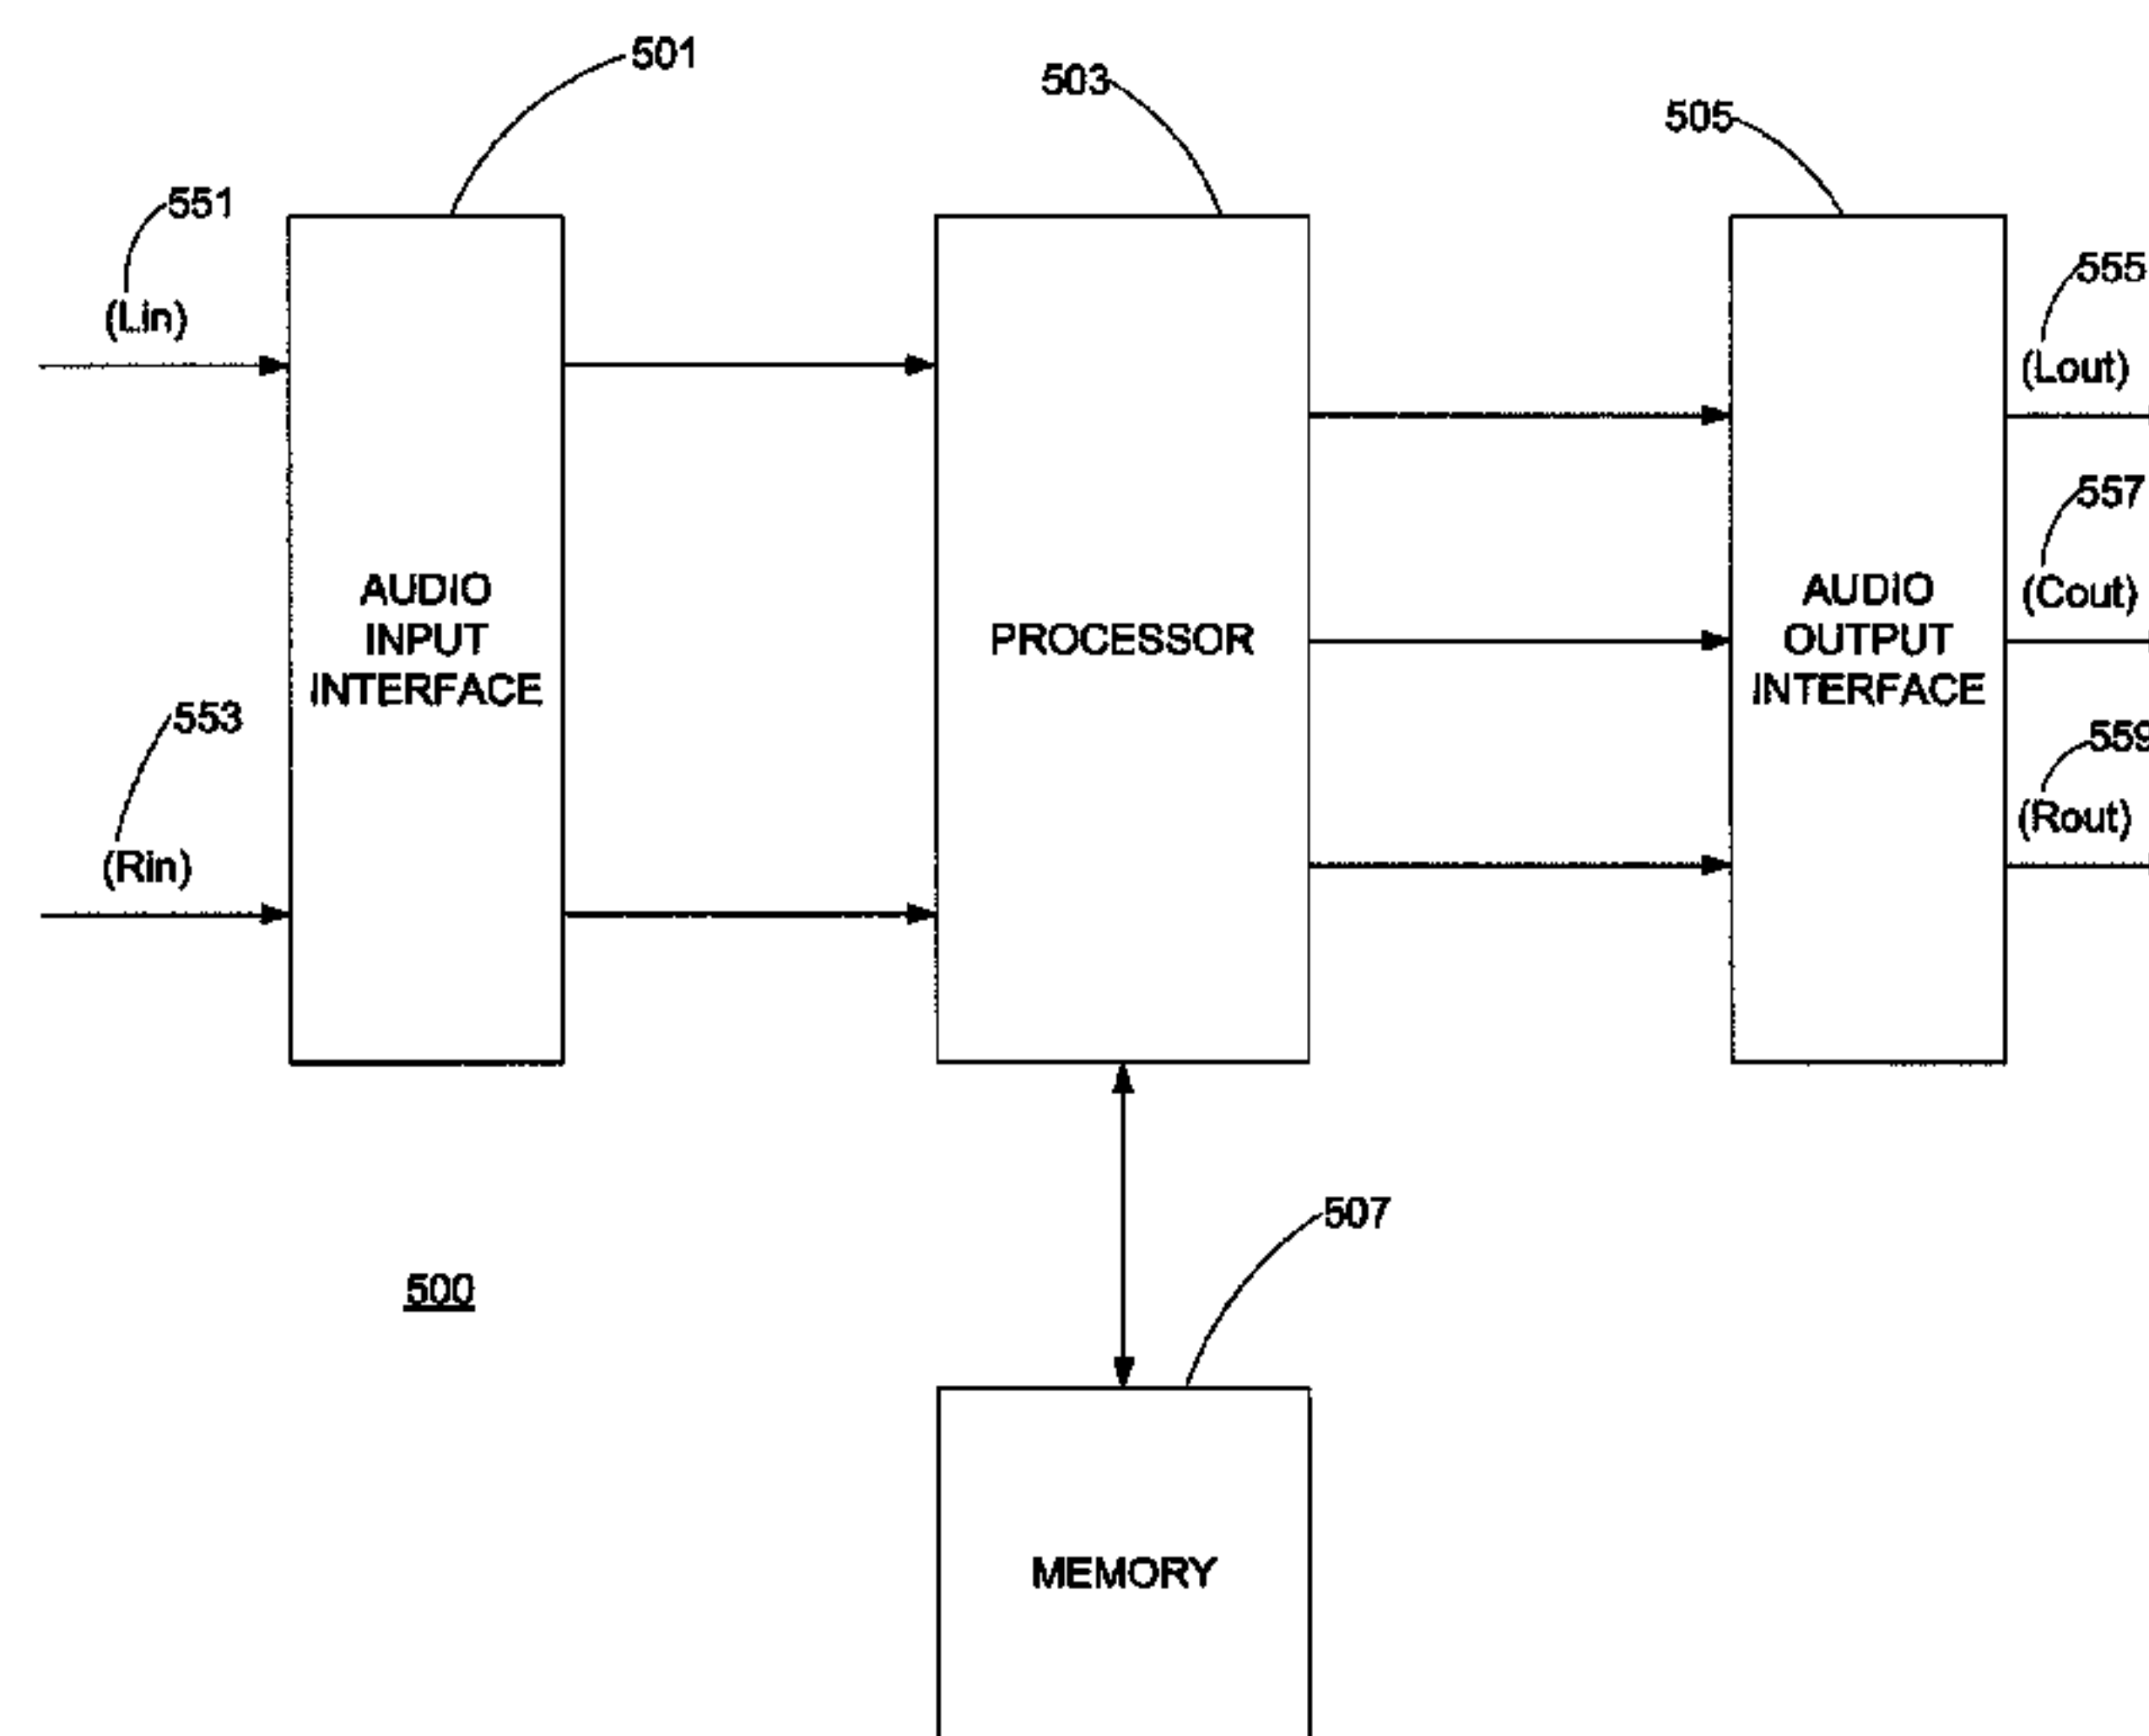 501
503
505
551
555
(Lin)
(Lout)
557
AUDIO
INPUT
INTERFACE
PROCESSOR
AUDIO
OUTPUT
INTERFACE
(Cout)
553
559
(Rout)
(Rin)
507
500
MEMORY